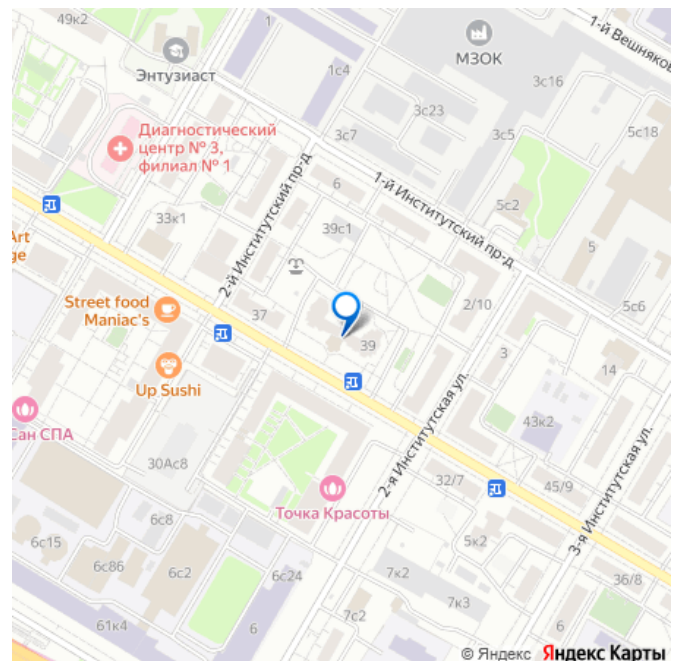 49к2
Энтузиаст
1
1с4
МЗОК
1-й Вешняков
3с16
3с23
3с7
3с5
5с18
Диагностический
центр № 3,
филиал № 1
2-й Институтский пр-д
6
1-й Институтский пр-д
5с2
33к1
39с1
5
Art
ge
Street food
Maniac's
37
39
2/10
5с6
3
14
Up Sushi
Сан СПА
43к2
2-я Институтская ул.
3-я Институтская ул.
30Ас8
32/7
45/9
Точка Красоты
6с8
6с15
5к2
6с86
6с2
6с24
7к2
36/8
7к3
7с2
61к4
6
6
© Яндекс Яндекс Карты